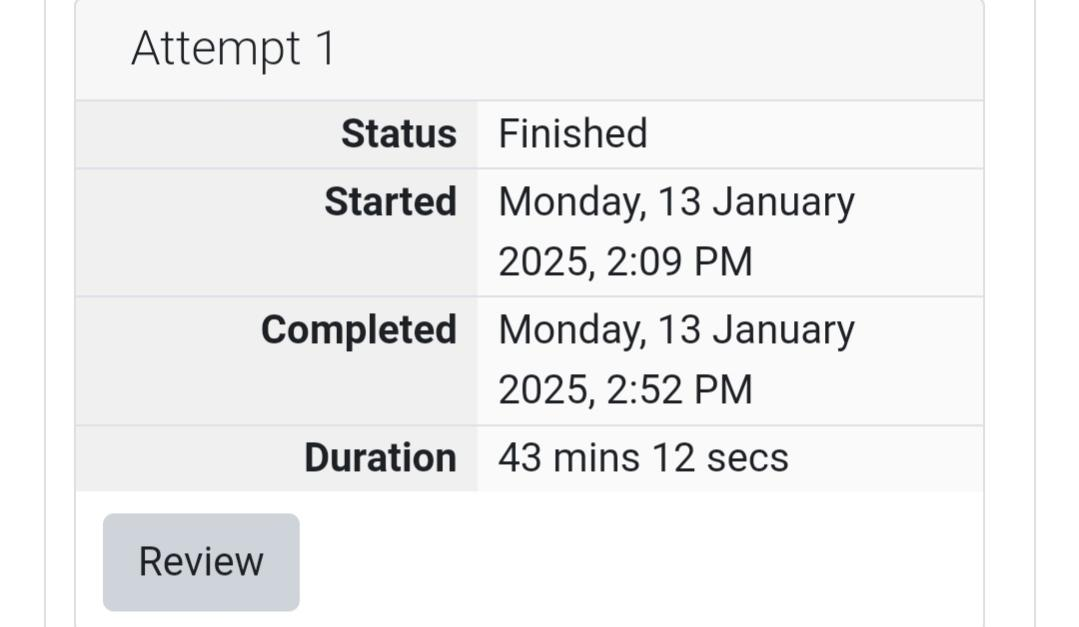 Attempt 1
Status Finished
Started Monday, 13 January
2025, 2:09 PM
Completed Monday, 13 January
2025, 2:52 PM
Duration 43 mins 12 secs
Review